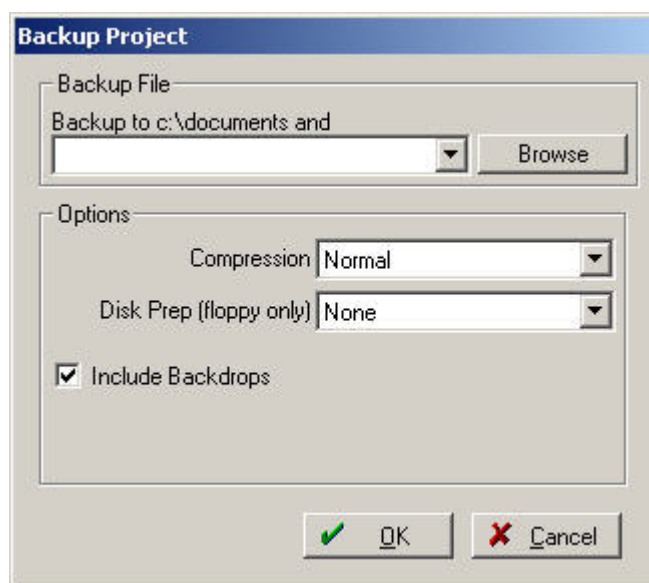 Backup Project
Backup File
Backup to c:\documents and
Browse
Options
Compression Normal
Disk Prep (floppy only) None
Include Backdrops
OK Cancel